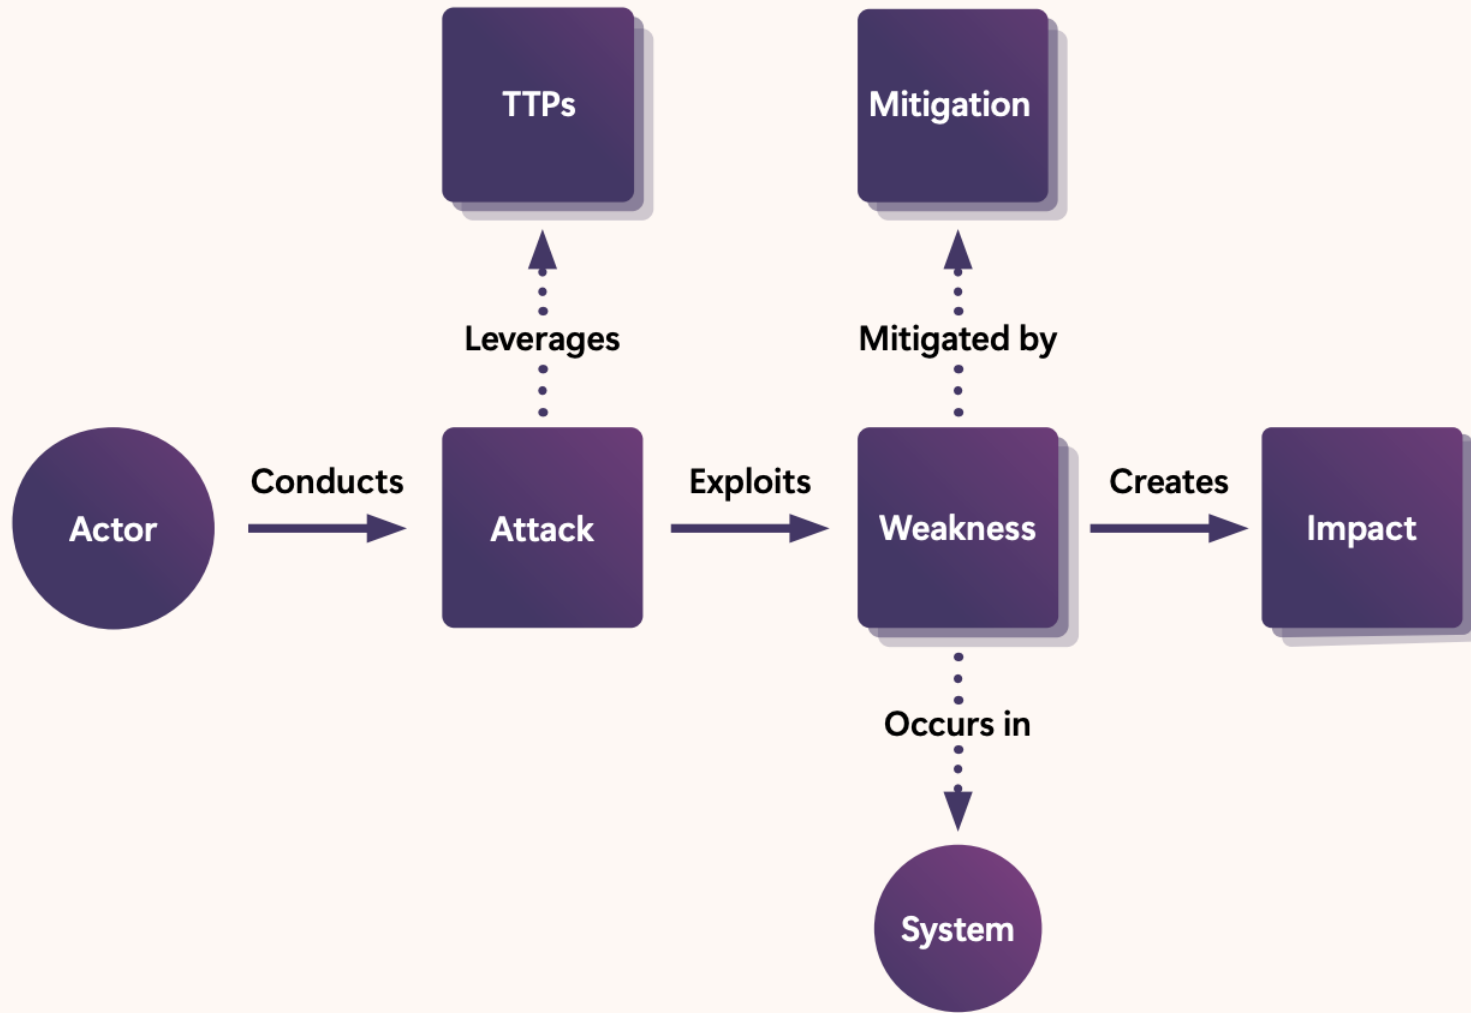 TTPs
Mitigation
Leverages
Mitigated by
Actor
Conducts
Attack
Exploits
Weakness
Creates
Impact
Occurs in
System